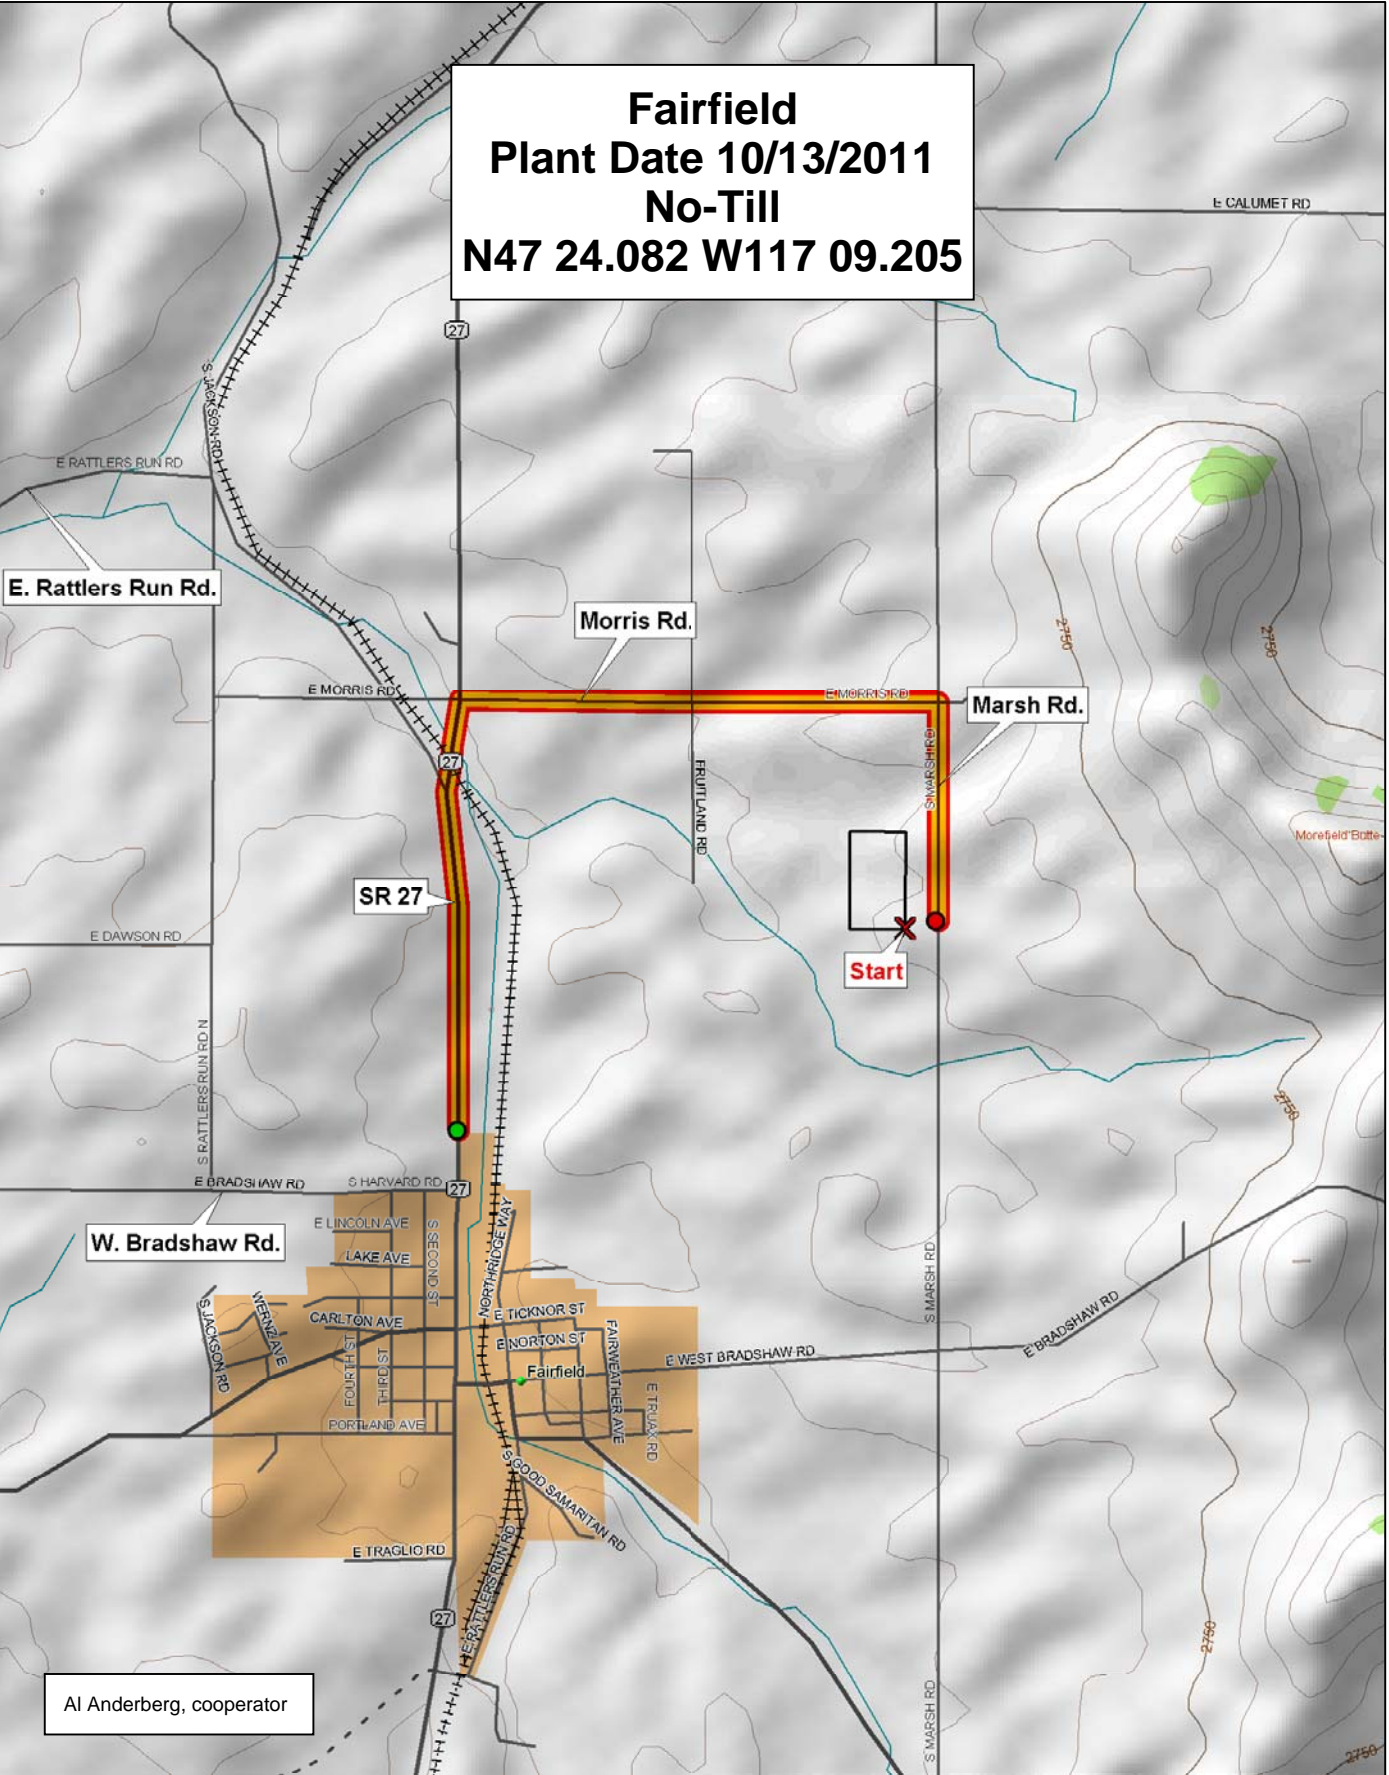 Fairfield
Plant Date 10/13/2011
No-Till
N47 24.082 W117 09.205
E CALUMET RD
27
S JACKSON RD
E RATTLERS RUN RD
E. Rattlers Run Rd.
Morris Rd.
2750
2750
E MORRIS RD
E MORRIS RD
Marsh Rd.
27
S MARSH RD
FRUITLAND RD
Morefield Butte
SR 27
E DAWSON RD
Start
S RATTLERSRUN RD N
2750
E BRADSHAW RD
S HARVARD RD
27
W. Bradshaw Rd.
E LINCOLN AVE
S SECOND ST
LAKE AVE
NORTHRIDGE WAY
S MARSH RD
S JACKSON RD
WERNZ AVE
CARLTON AVE
E TICKNOR ST
E NORTON ST
FAIRWEATHER AVE
E BRADSHAW RD
E WEST BRADSHAW RD
FOURTH ST
THIRD ST
Fairfield
E TRUAX RD
PORTLAND AVE
S GOOD SAMARITAN RD
E TRAGLIO RD
E RATTLERS RUN RD
27
2750
S MARSH RD
Al Anderberg, cooperator
2750